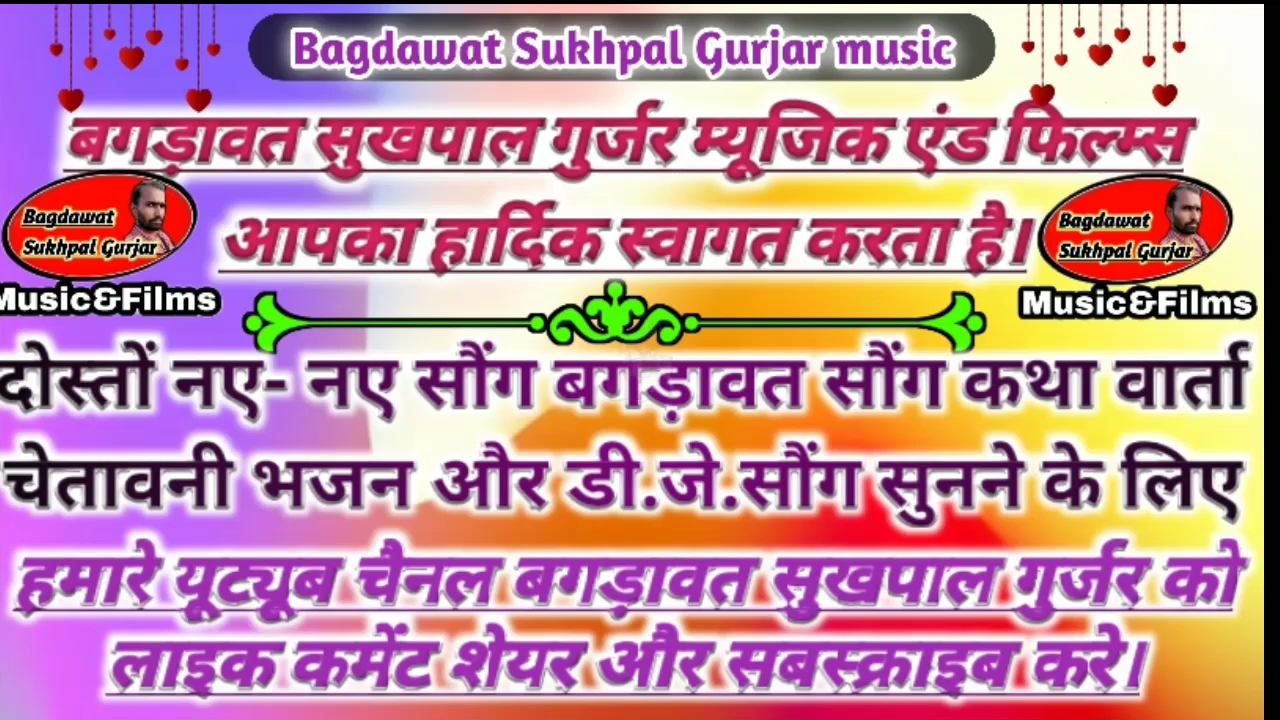 Bagdawat Sukhpal Gurjar music
बगड़ावत सुखपाल गुर्जर म्यूजिक एंड फिल्म्स
Bagdawat
Sukhpal Gurjar
Music&Films
आपका हार्दिक स्वागत करता है।
Bagdawat
Sukhpal Gurjar
Music&Films
दोस्तों नए- नए सौंग बगड़ावत सौंग कथा वार्ता
चेतावनी भजन और डी.जे.सौंग सुनने के लिए
हमारे यूट्यूब चैनल बगड़ावत सुखपाल गुर्जर को
लाइक कमेंट शेयर और सबस्क्राइब करे।